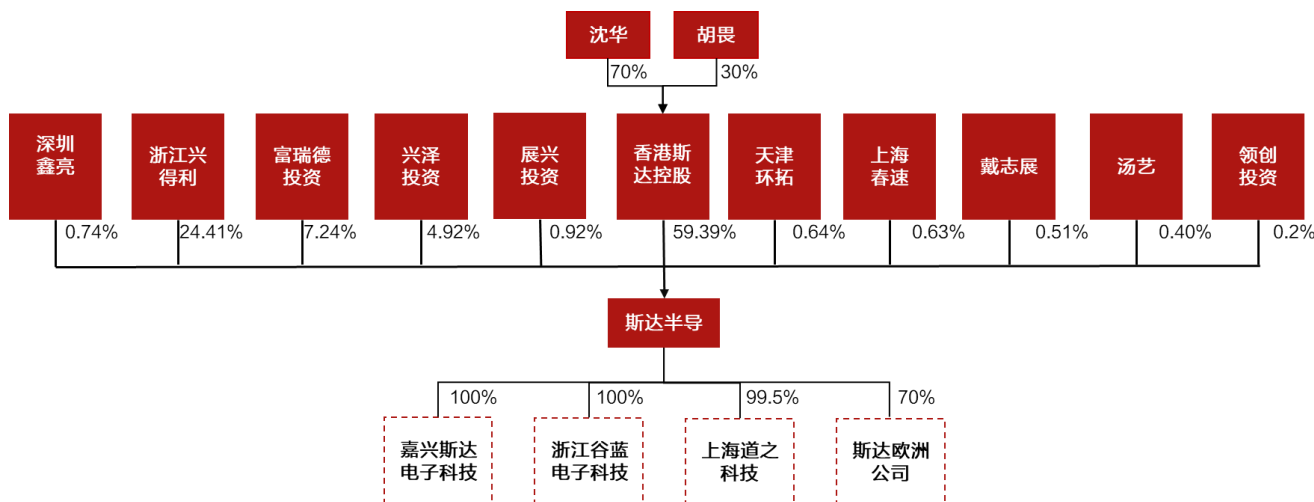 沈华
胡畏
70%
30%
深圳
鑫亮
浙江兴
得利
富瑞德
投资
兴泽
投资
展兴
投资
香港斯
达控股
天津
环拓
上海
春速
戴志展
汤艺
领创
投资
0.74%
24.41%
7.24%
4.92%
0.92%
59.39%
0.64%
0.63%
0.51%
0.40%
0.2%
斯达半导
100%
100%
99.5%
70%
嘉兴斯达
电子科技
浙江谷蓝
电子科技
上海道之
科技
斯达欧洲
公司